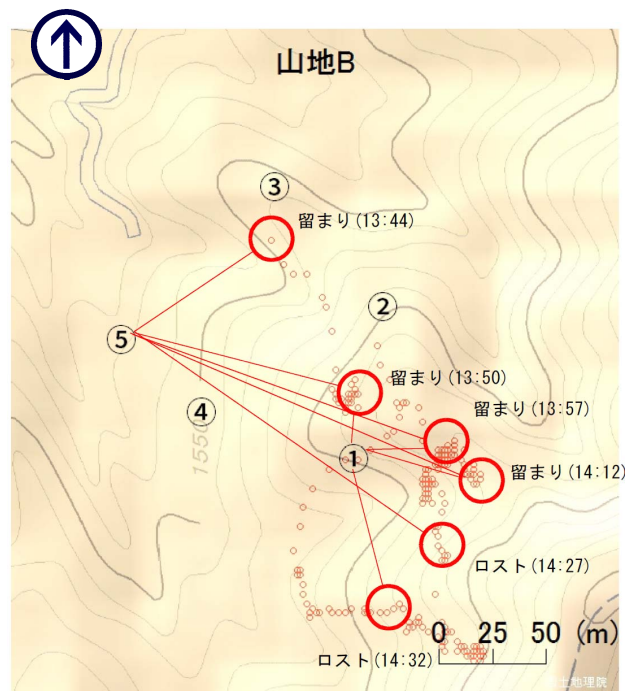 山地B
③
留まり(13:44)
②
⑤
留まり(13:50)
留まり(13:57)
④
1550
①
留まり(14:12)
ロスト(14:27)
0 25 50 (m)
ロスト(14:32)
土地理院